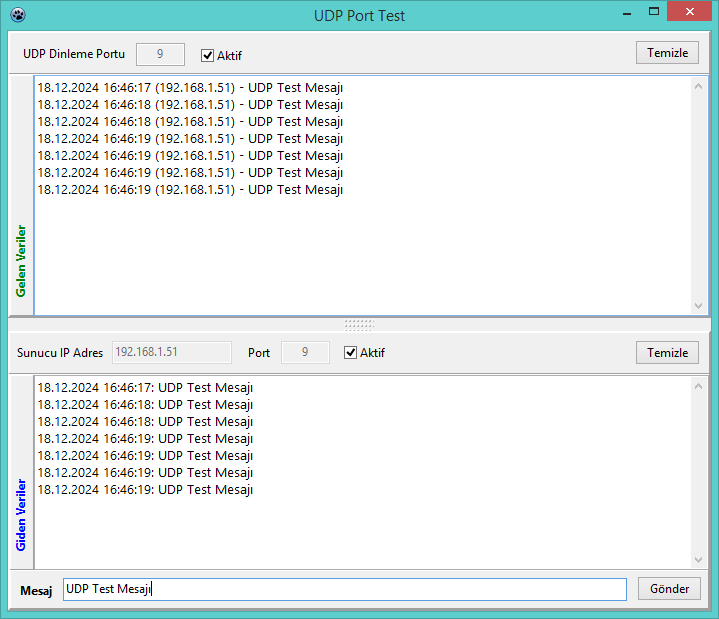 UDP Port Test
UDP Dinleme Portu 9 Aktif Temizle
18.12.2024 16:46:17 (192.168.1.51) - UDP Test Mesajı
18.12.2024 16:46:18 (192.168.1.51) - UDP Test Mesajı
18.12.2024 16:46:18 (192.168.1.51) - UDP Test Mesajı
18.12.2024 16:46:19 (192.168.1.51) - UDP Test Mesajı
18.12.2024 16:46:19 (192.168.1.51) - UDP Test Mesajı
18.12.2024 16:46:19 (192.168.1.51) - UDP Test Mesajı
18.12.2024 16:46:19 (192.168.1.51) - UDP Test Mesajı
Gelen Veriler
Sunucu IP Adres 192.168.1.51 Port 9 Aktif Temizle
18.12.2024 16:46:17: UDP Test Mesajı
18.12.2024 16:46:18: UDP Test Mesajı
18.12.2024 16:46:18: UDP Test Mesajı
18.12.2024 16:46:19: UDP Test Mesajı
18.12.2024 16:46:19: UDP Test Mesajı
18.12.2024 16:46:19: UDP Test Mesajı
18.12.2024 16:46:19: UDP Test Mesajı
Giden Veriler
Mesaj UDP Test Mesajı Gönder